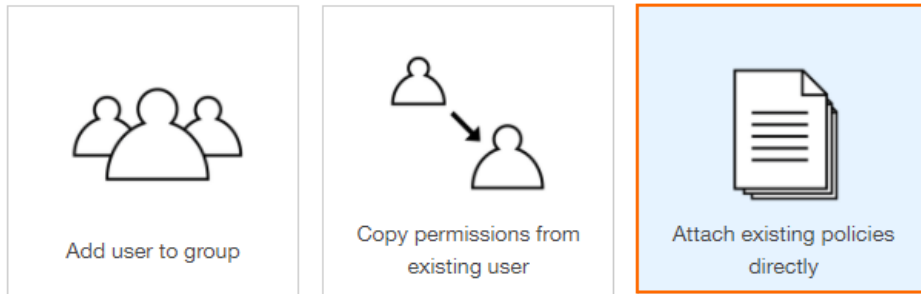 Add user to group
Copy permissions from
existing user
Attach existing policies
directly